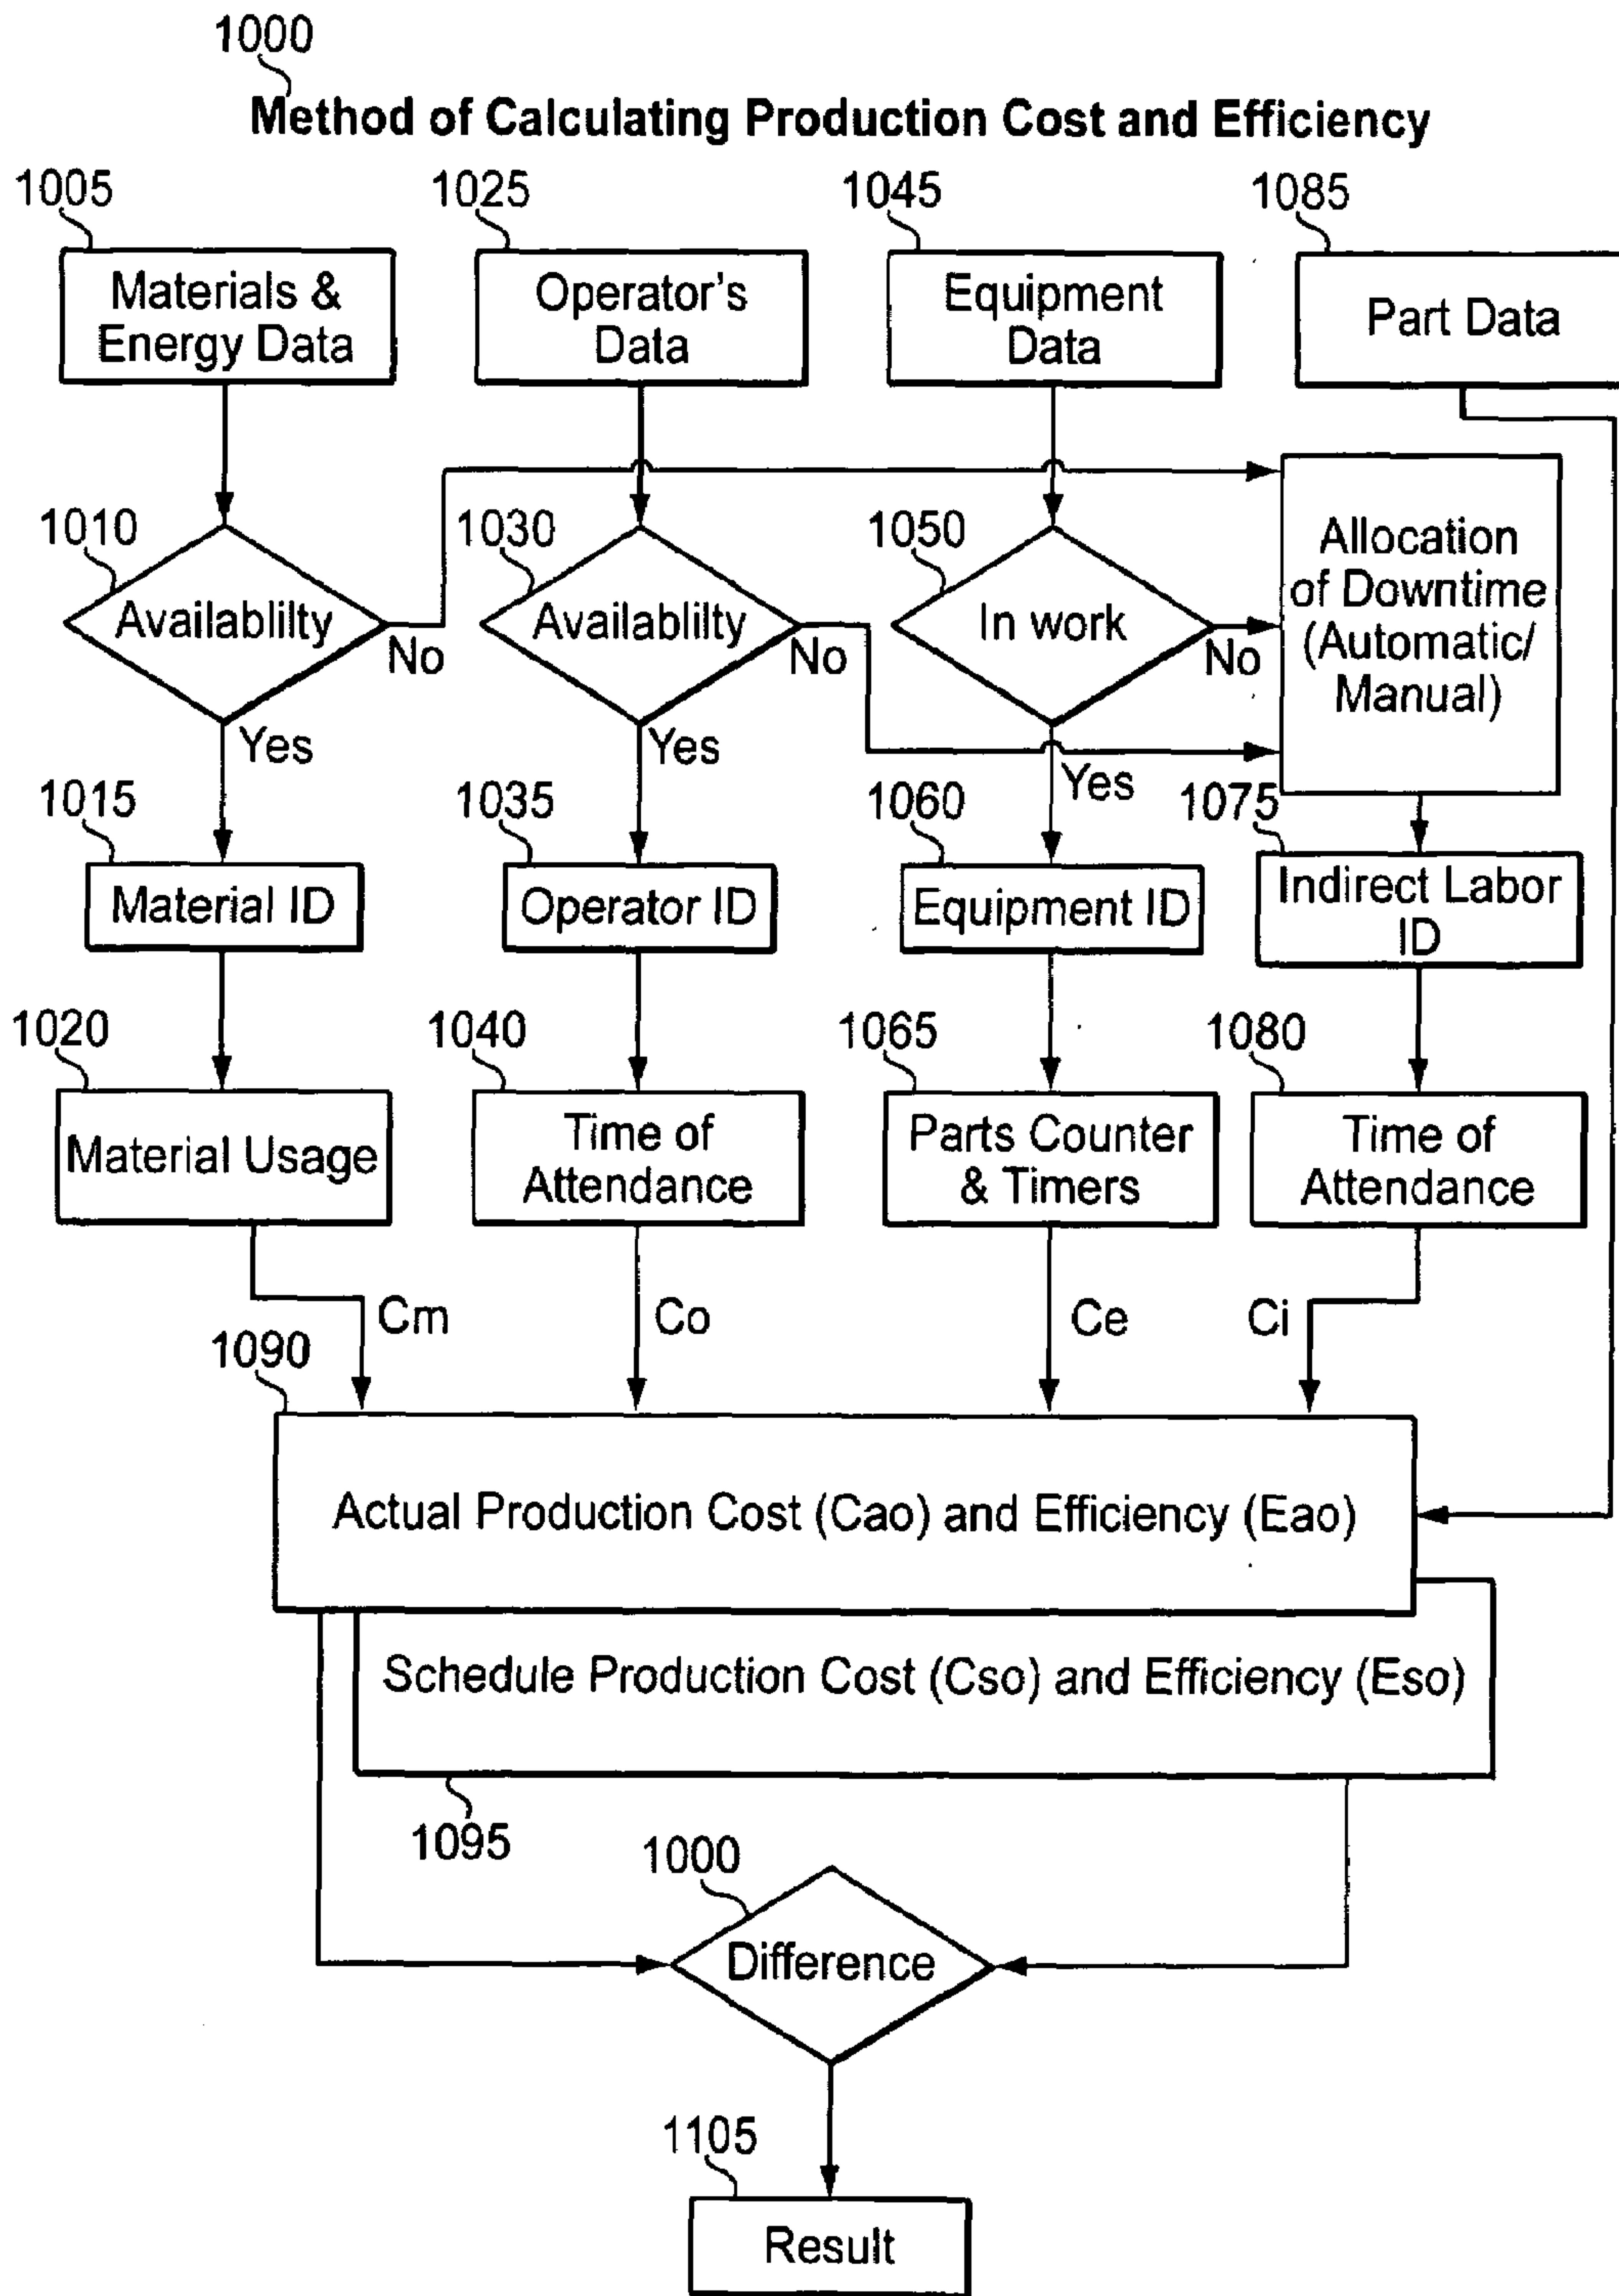 1000
Method of Calculating Production Cost and Efficiency
1005
1025
1045
1085
Materials &
Energy Data
Operator's
Data
Equipment
Data
Part Data
1010
1030
1050
Availablilty
No
Yes
Availablilty
No
Yes
In work
No
Yes
Allocation
of Downtime
(Automatic/
Manual)
1015
1035
1060
1075
Material ID
Operator ID
Equipment ID
Indirect Labor
ID
1020
1040
1065
1080
Material Usage
Time of
Attendance
Parts Counter
& Timers
Time of
Attendance
Cm
Co
Ce
Ci
1090
Actual Production Cost (Cao) and Efficiency (Eao)
Schedule Production Cost (Cso) and Efficiency (Eso)
1095
1000
Difference
1105
Result